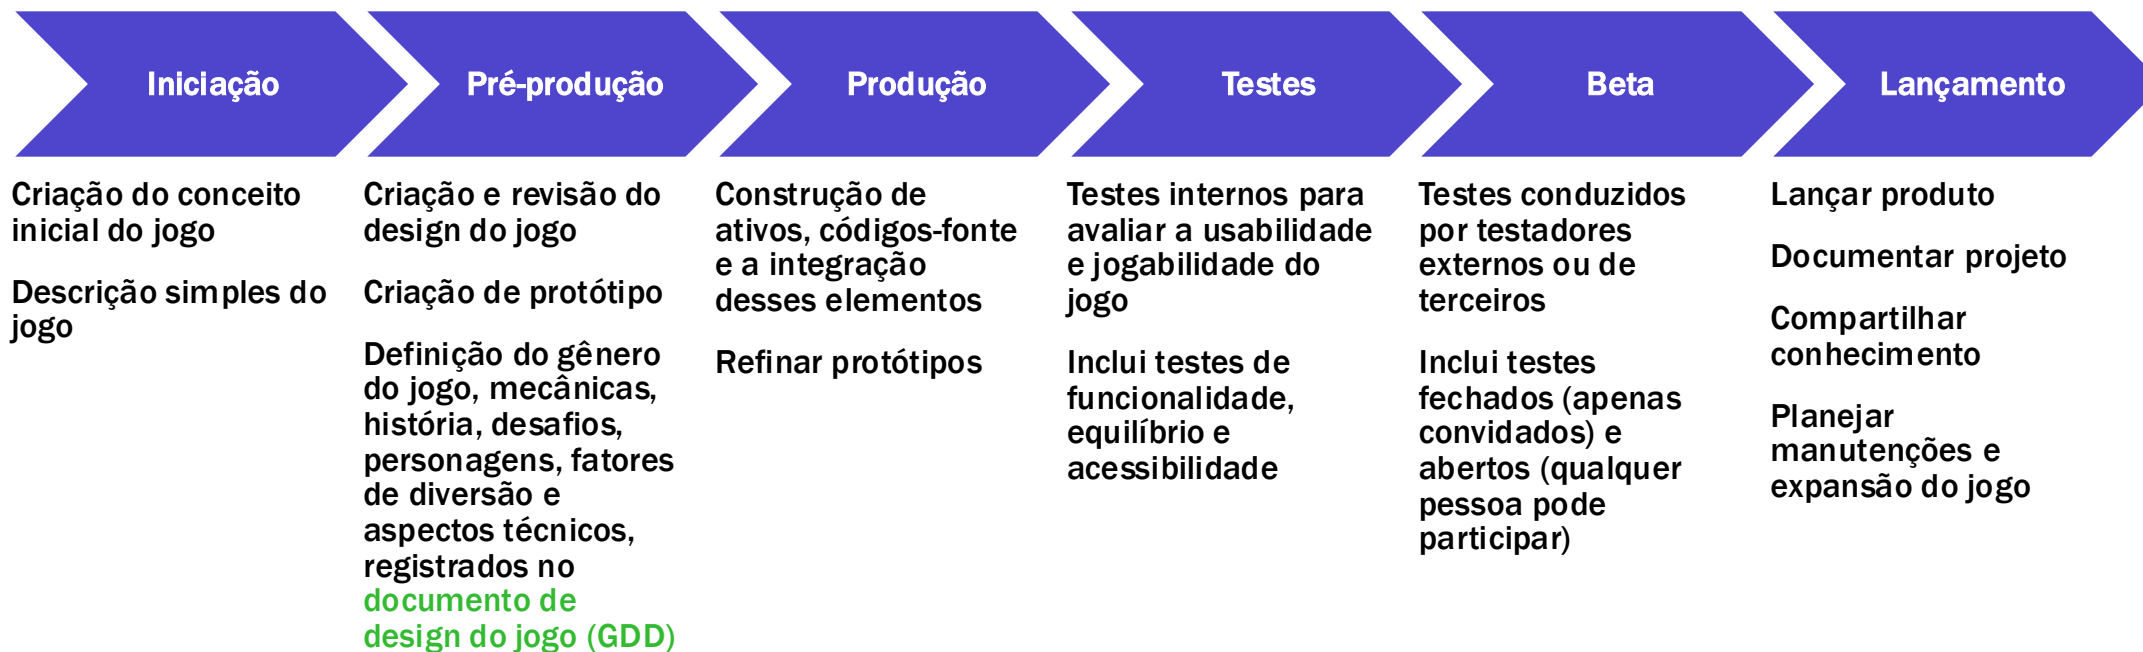 Iniciação
Pré-produção
Produção
Testes
Beta
Lançamento
Criação do conceito
inicial do jogo
Descrição simples do
jogo
Criação e revisão do
design do jogo
Criação de protótipo
Definição do gênero
do jogo, mecânicas,
história, desafios,
personagens, fatores
de diversão e
aspectos técnicos,
registrados no
documento de
design do jogo (GDD)
Construção de
ativos, códigos-fonte
e a integração
desses elementos
Refinar protótipos
Testes internos para
avaliar a usabilidade
e jogabilidade do
jogo
Inclui testes de
funcionalidade,
equilíbrio e
acessibilidade
Testes conduzidos
por testadores
externos ou de
terceiros
Inclui testes
fechados (apenas
convidados) e
abertos (qualquer
pessoa pode
participar)
Lançar produto
Documentar projeto
Compartilhar
conhecimento
Planejar
manutenções e
expansão do jogo